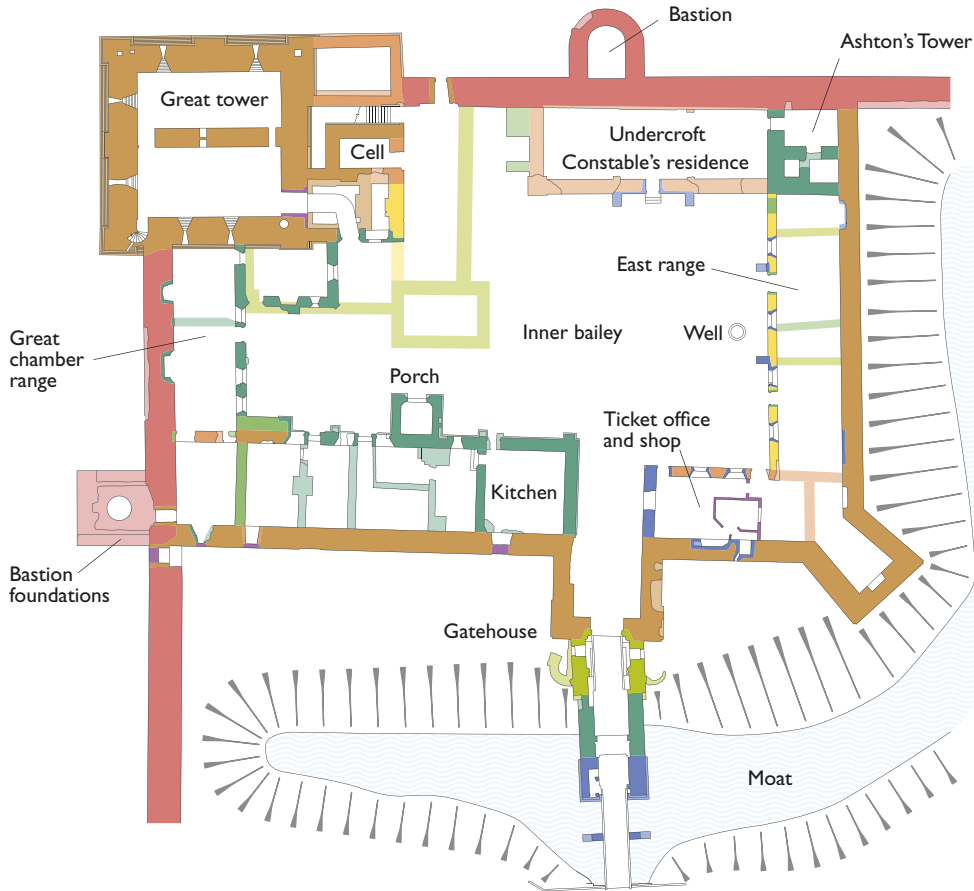 Bastion
Ashton's Tower
Great tower
Undercroft
Constable's residence
Cell
East range
Inner bailey
Well
Great
chamber
range
Porch
Ticket office
and shop
Kitchen
Bastion
foundations
Gatehouse
Moat